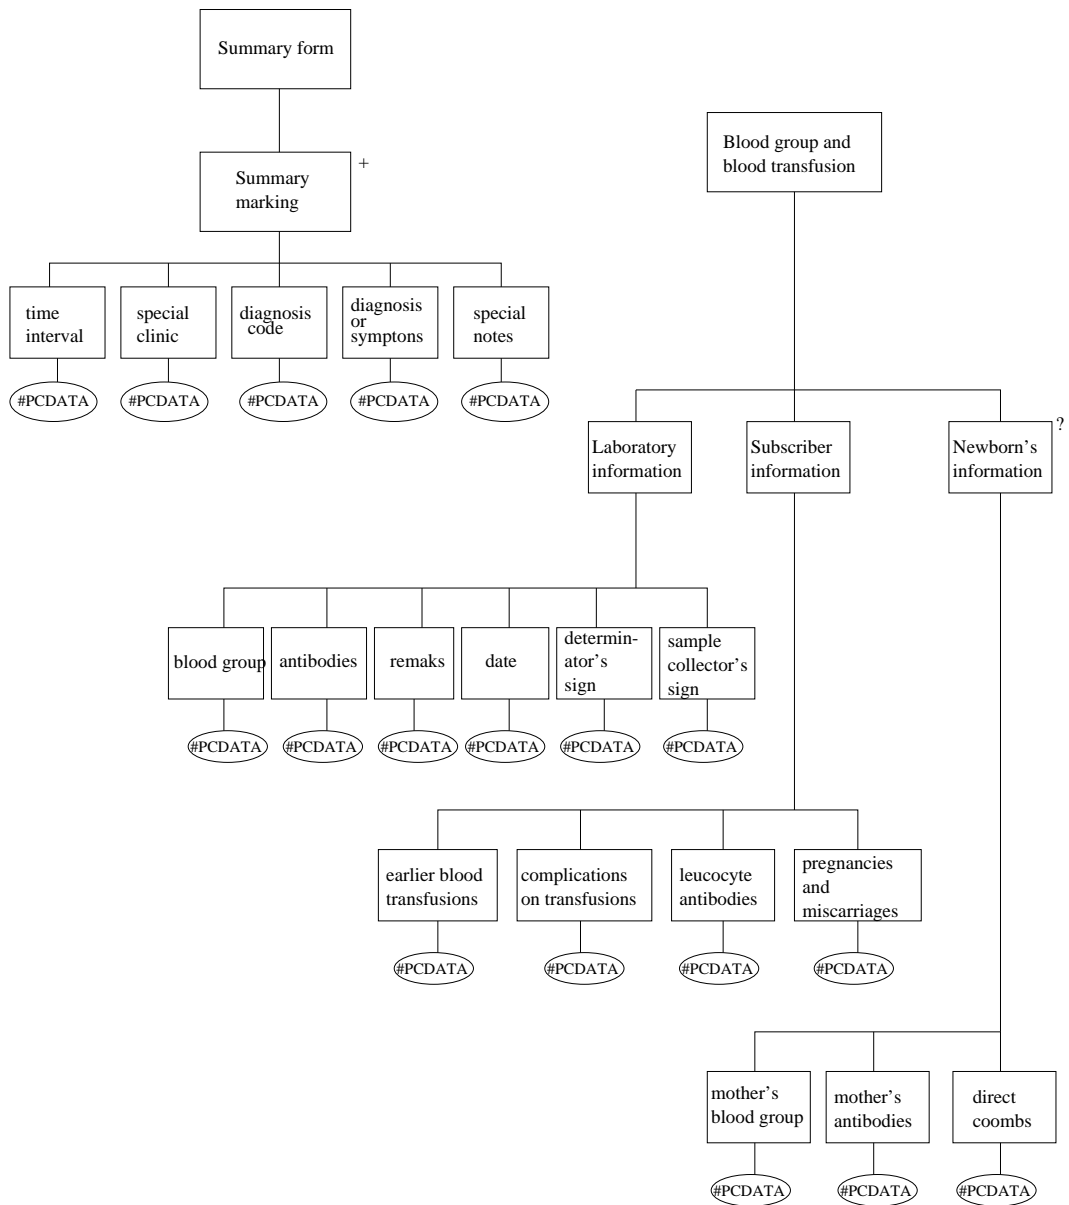 Summary form
Summary
marking
+
time
interval
special
clinic
diagnosis
code
diagnosis
or
symptons
special
notes
#PCDATA
#PCDATA
#PCDATA
#PCDATA
#PCDATA
Blood group and
blood transfusion
Laboratory
information
Subscriber
information
Newborn's
information
?
blood group
antibodies
remaks
date
determin-
ator's
sign
sample
collector's
sign
#PCDATA
#PCDATA
#PCDATA
#PCDATA
#PCDATA
#PCDATA
earlier blood
transfusions
complications
on transfusions
leucocyte
antibodies
pregnancies
and
miscarriages
#PCDATA
#PCDATA
#PCDATA
#PCDATA
mother's
blood group
mother's
antibodies
direct
coombs
#PCDATA
#PCDATA
#PCDATA